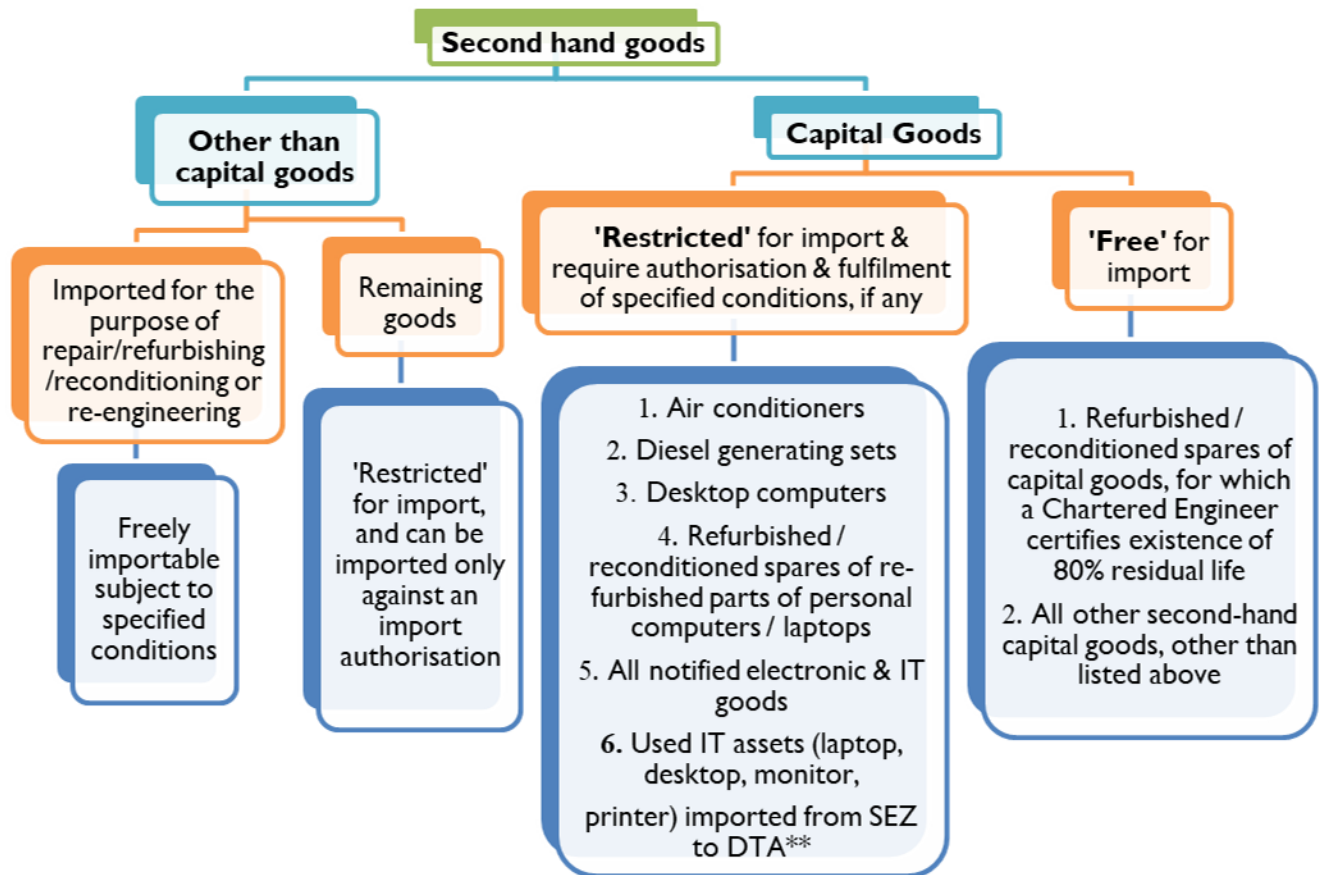 Second hand goods
Other than
capital goods
Imported for the
purpose of
repair/refurbishing
/reconditioning or
re-engineering
Freely
importable
subject to
specified
conditions
Remaining
goods
'Restricted'
for import,
and can be
imported only
against an
import
authorisation
Capital Goods
'Restricted' for import &
require authorisation & fulfilment
of specified conditions, if any
1. Air conditioners
2. Diesel generating sets
3. Desktop computers
4. Refurbished /
reconditioned spares of re-
furbished parts of personal
computers / laptops
5. All notified electronic & IT
goods
6. Used IT assets (laptop,
desktop, monitor,
printer) imported from SEZ
to DTA**
'Free' for
import
1. Refurbished /
reconditioned spares of
capital goods, for which
a Chartered Engineer
certifies existence of
80% residual life
2. All other second-hand
capital goods, other than
listed above